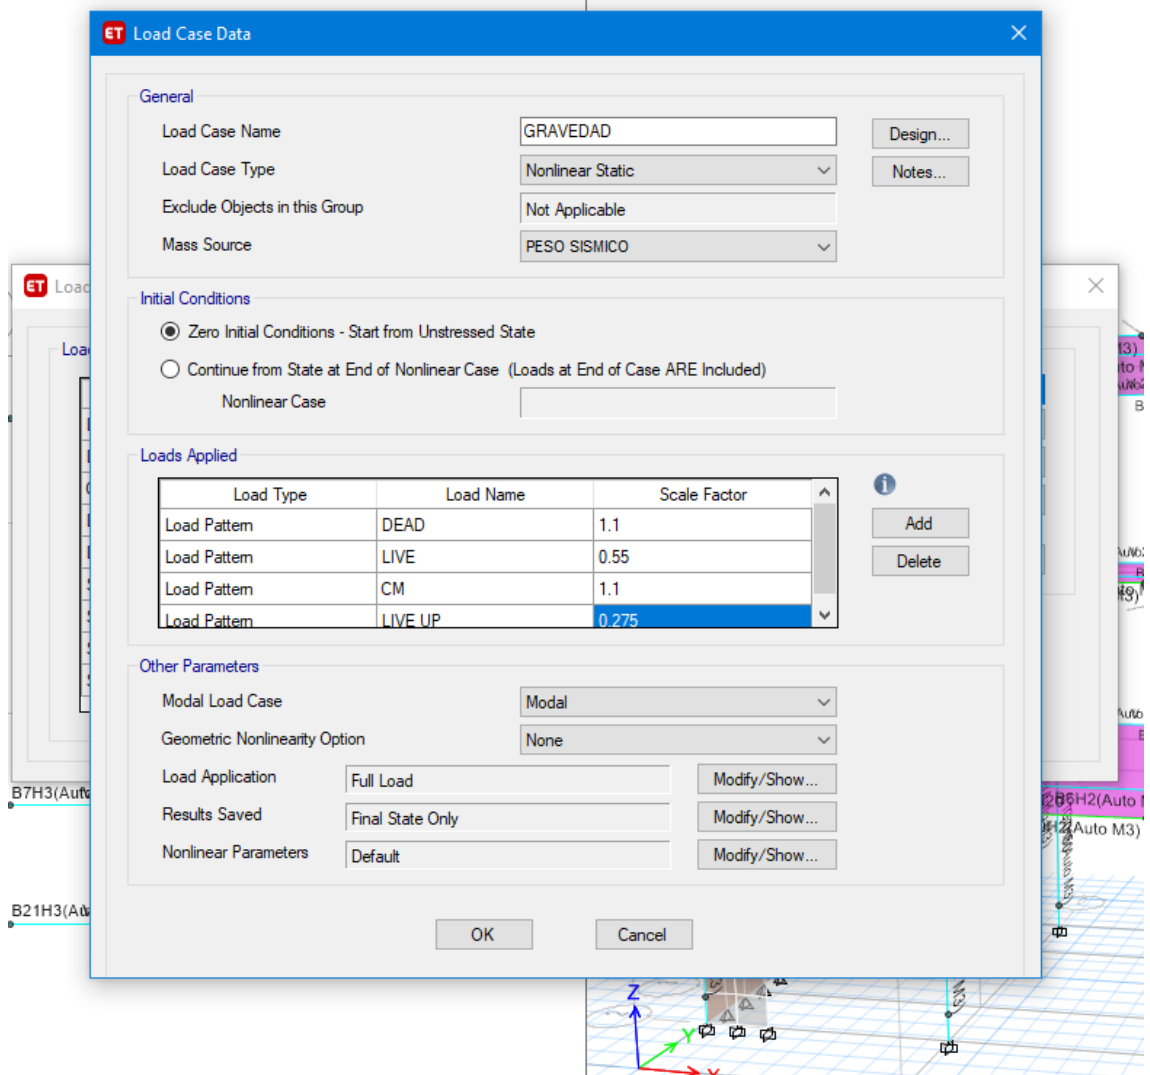 ET Load Case Data
General
Load Case Name GRAVEDAD Design...
Load Case Type Nonlinear Static Notes...
Exclude Objects in this Group Not Applicable
Mass Source PESO SISMICO
ET Load
Initial Conditions
Zero Initial Conditions - Start from Unstressed State
Continue from State at End of Nonlinear Case (Loads at End of Case ARE Included)
Nonlinear Case
Loads Applied
Load Type Load Name Scale Factor
Load Pattern DEAD 1.1 Add
Load Pattern LIVE 0.55 Delete
Load Pattern CM 1.1
Load Pattern LIVE UP 0.275
Other Parameters
Modal Load Case Modal
Geometric Nonlinearity Option None
Load Application Full Load Modify/Show...
Results Saved Final State Only Modify/Show...
Nonlinear Parameters Default Modify/Show...
OK Cancel
B7H3(Auto
B21H3(Au
B6H2(Auto
H2(Auto M3)
M3
Z
Y
X